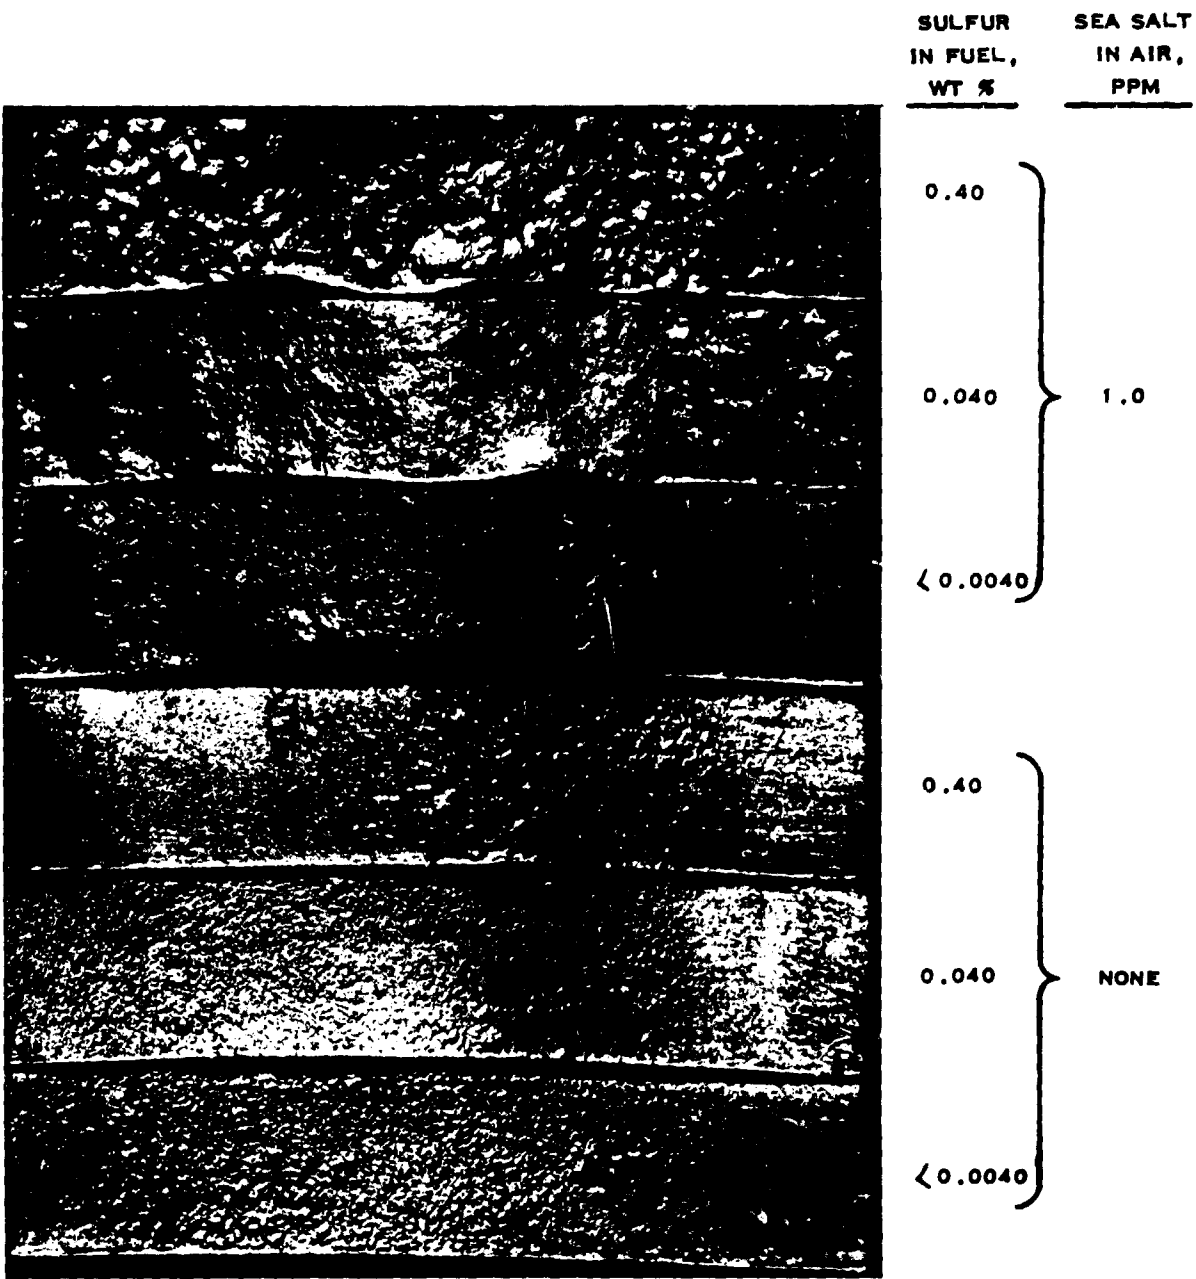 SULFUR
IN FUEL,
WT %
SEA SALT
IN AIR,
PPM
0.40
0.040
1.0
<0.0040
0.40
0.040
NONE
<0.0040